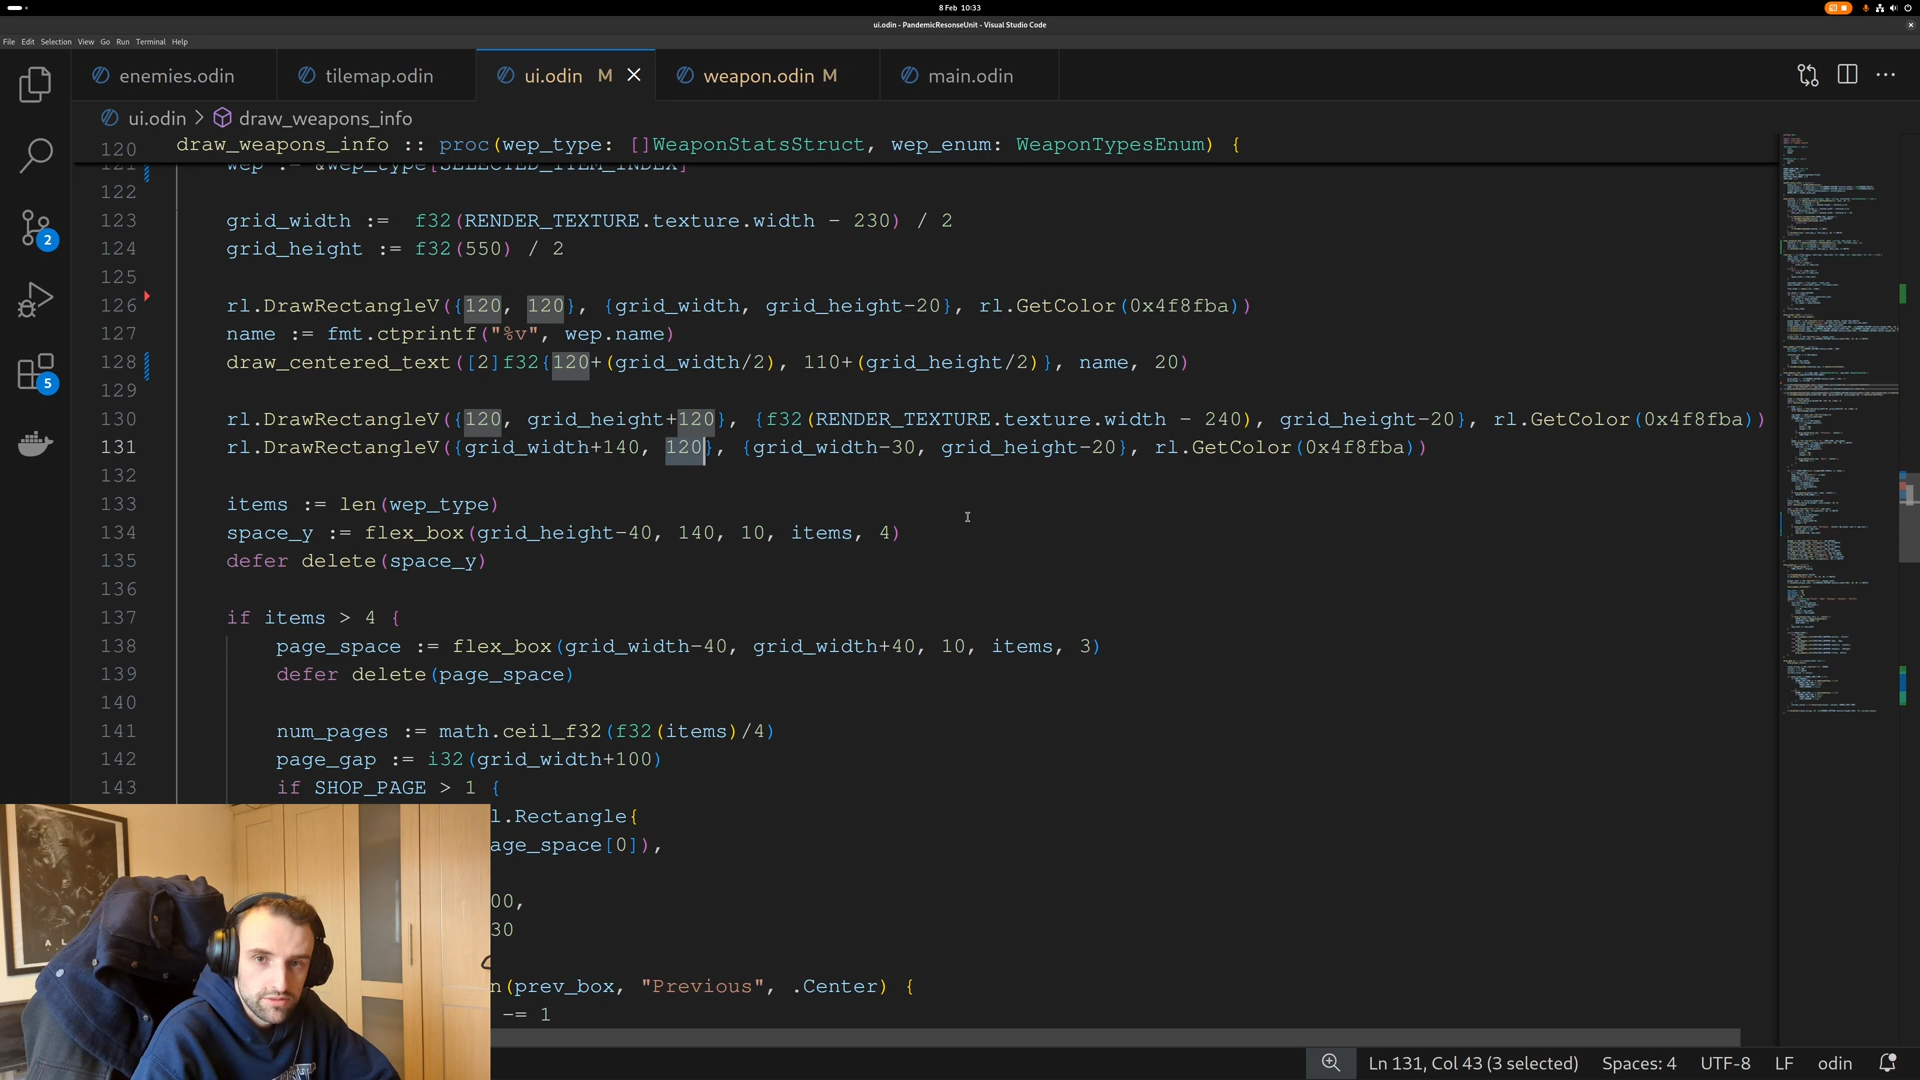 8 Feb 10:33
ui.odin - PandemicResonseUnit - Visual Studio Code
File Edit Selection View Go Run Terminal Help
enemies.odin tilemap.odin ui.odin M weapon.odin M main.odin
ui.odin > draw_weapons_info
120 draw_weapons_info :: proc(wep_type: []WeaponStatsStruct, wep_enum: WeaponTypesEnum) {
121 wep := &wep_type[SELECTED_ITEM_INDEX]
122
123 grid_width := f32(RENDER_TEXTURE.texture.width - 230) / 2
124 grid_height := f32(550) / 2
125
126 rl.DrawRectangleV({120, 120}, {grid_width, grid_height-20}, rl.GetColor(0x4f8fba))
127 name := fmt.ctprintf("%v", wep.name)
128 draw_centered_text([2]f32{120+(grid_width/2), 110+(grid_height/2)}, name, 20)
129
130 rl.DrawRectangleV({120, grid_height+120}, {f32(RENDER_TEXTURE.texture.width - 240), grid_height-20}, rl.GetColor(0x4f8fba))
131 rl.DrawRectangleV({grid_width+140, 120}, {grid_width-30, grid_height-20}, rl.GetColor(0x4f8fba))
132
133 items := len(wep_type)
134 space_y := flex_box(grid_height-40, 140, 10, items, 4)
135 defer delete(space_y)
136
137 if items > 4 {
138 page_space := flex_box(grid_width-40, grid_width+40, 10, items, 3)
139 defer delete(page_space)
140
141 num_pages := math.ceil_f32(f32(items)/4)
142 page_gap := i32(grid_width+100)
143 if SHOP_PAGE > 1 {
l.Rectangle{
age_space[0]),
00,
30
n(prev_box, "Previous", .Center) {
-= 1
2
5
Ln 131, Col 43 (3 selected) Spaces: 4 UTF-8 LF odin